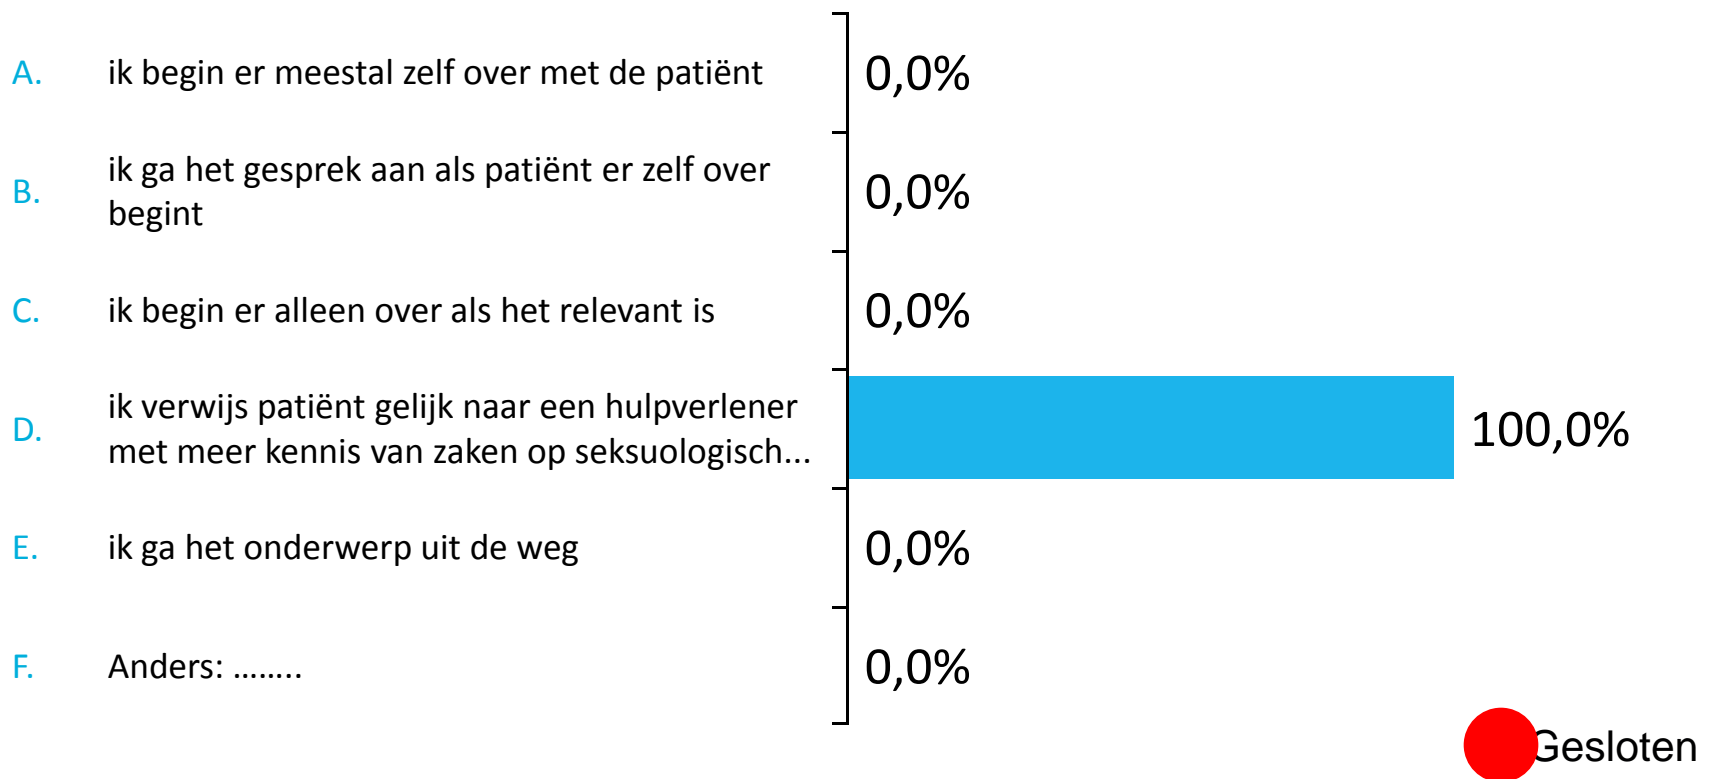 A. ik begin er meestal zelf over met de patiënt 0,0%
B. ik ga het gesprek aan als patiënt er zelf over
begint 0,0%
C. ik begin er alleen over als het relevant is 0,0%
D. ik verwijs patiënt gelijk naar een hulpverlener
met meer kennis van zaken op seksuologisch... 100,0%
E. ik ga het onderwerp uit de weg 0,0%
F. Anders: …….. 0,0%
Gesloten